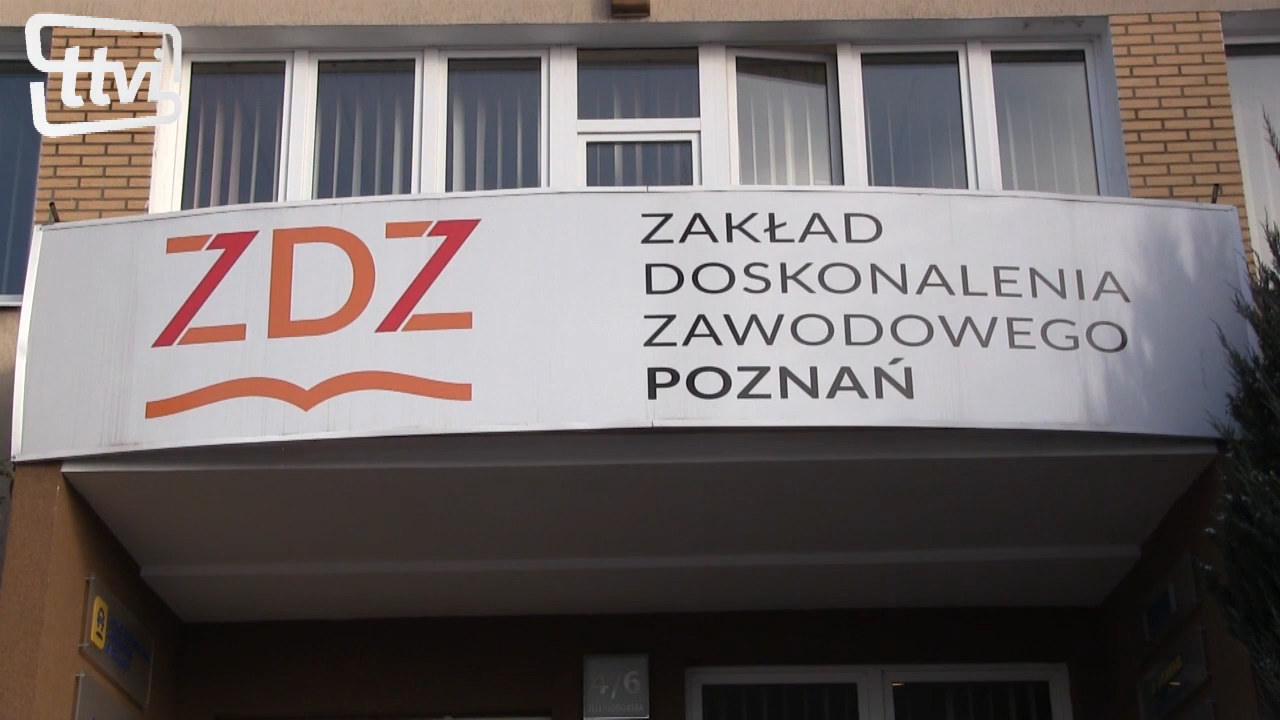 ttvi
ZDZ
ZAKŁAD
DOSKONALENIA
ZAWODOWEGO
POZNAŃ
4/6